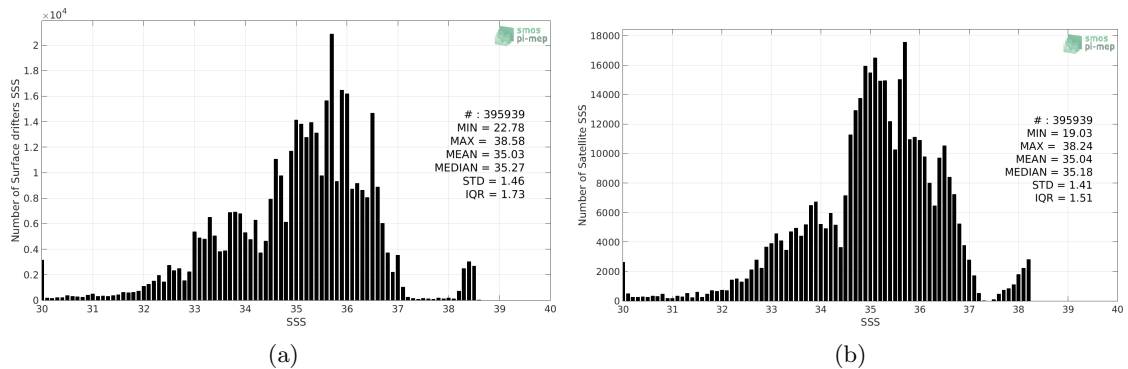 ×10⁴
2
1.8
1.6
1.4
1.2
1
0.8
0.6
0.4
0.2
0
30 31 32 33 34 35 36 37 38 39 40
SSS
Number of Surface drifters SSS
smos
pi-mep
# : 395939
MIN = 22.78
MAX = 38.58
MEAN = 35.03
MEDIAN = 35.27
STD = 1.46
IQR = 1.73
(a)
18000
16000
14000
12000
10000
8000
6000
4000
2000
0
30 31 32 33 34 35 36 37 38 39 40
SSS
Number of Satellite SSS
smos
pi-mep
# : 395939
MIN = 19.03
MAX = 38.24
MEAN = 35.04
MEDIAN = 35.18
STD = 1.41
IQR = 1.51
(b)